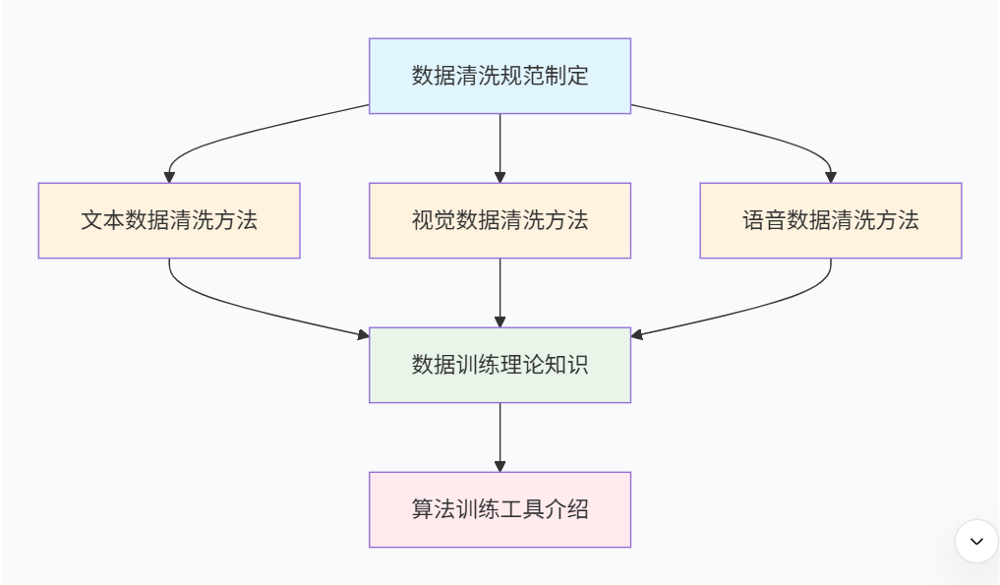 数据清洗规范制定
文本数据清洗方法
视觉数据清洗方法
语音数据清洗方法
数据训练理论知识
算法训练工具介绍